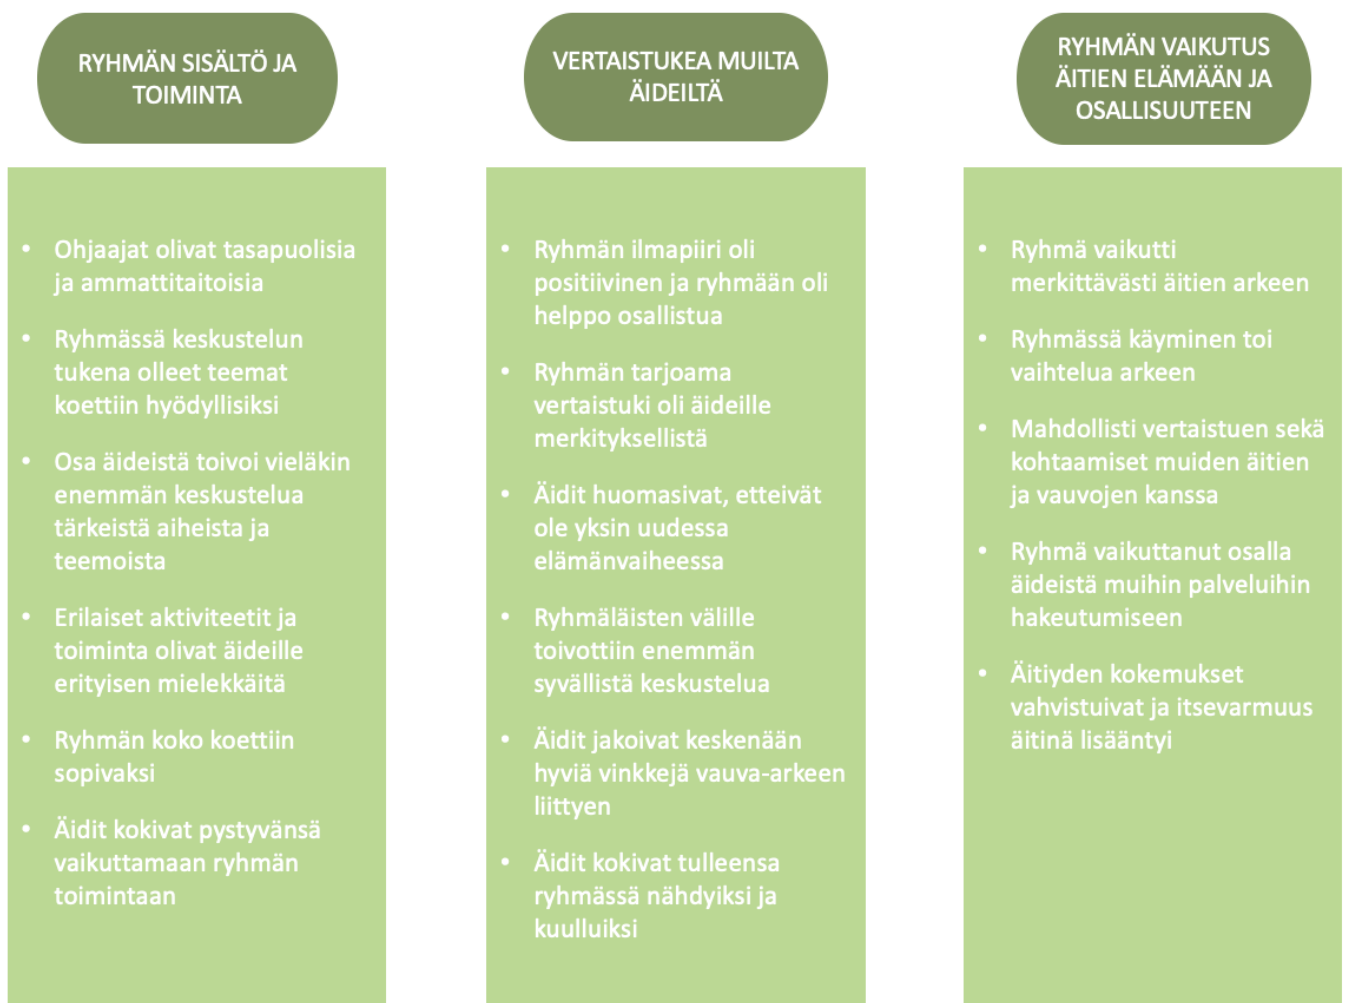 RYHMÄN SISÄLTÖ JA
TOIMINTA
• Ohjaajat olivat tasapuolisia
ja ammattitaitoisia
• Ryhmässä keskustelun
tukena olleet teemat
koettiin hyödyllisiksi
• Osa äideistä toivoi vieläkin
enemmän keskustelua
tärkeistä aiheista ja
teemoista
• Erilaiset aktiviteetit ja
toiminta olivat äideille
erityisen mielekkäitä
• Ryhmän koko koettiin
sopivaksi
• Äidit kokivat pystyvänsä
vaikuttamaan ryhmän
toimintaan
VERTAISTUKEA MUILTA
ÄIDEILTÄ
• Ryhmän ilmapiiri oli
positiivinen ja ryhmään oli
helppo osallistua
• Ryhmän tarjoama
vertaistuki oli äideille
merkityksellistä
• Äidit huomasivat, etteivät
ole yksin uudessa
elämänvaiheessa
• Ryhmäläisten välille
toivottiin enemmän
syvällistä keskustelua
• Äidit jakoivat keskenään
hyviä vinkkejä vauva-arkeen
liittyen
• Äidit kokivat tulleensa
ryhmässä nähdyiksi ja
kuulluiksi
RYHMÄN VAIKUTUS
ÄITIEN ELÄMÄÄN JA
OSALLISUUTEEN
• Ryhmä vaikutti
merkittävästi äitien arkeen
• Ryhmässä käyminen toi
vaihtelua arkeen
• Mahdollisti vertaistuen sekä
kohtaamiset muiden äitien
ja vauvojen kanssa
• Ryhmä vaikuttanut osalla
äideistä muihin palveluihin
hakeutumiseen
• Äitiyden kokemukset
vahvistuivat ja itsevarmuus
äitinä lisääntyi